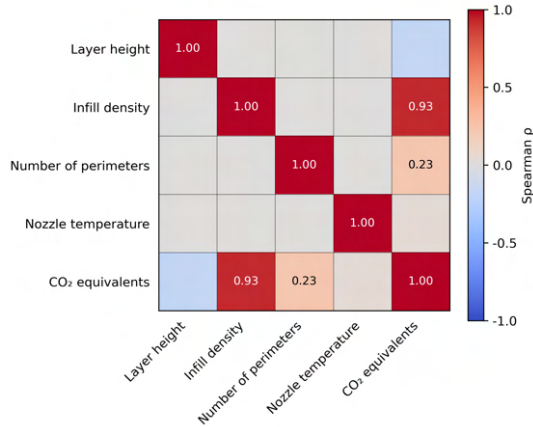 Layer height
1.00
Infill density
1.00
0.93
Number of perimeters
1.00
0.23
Nozzle temperature
1.00
CO₂ equivalents
0.93
0.23
1.00
Layer height
Infill density
Number of perimeters
Nozzle temperature
CO₂ equivalents
1.0
0.5
0.0
-0.5
-1.0
Spearman ρ